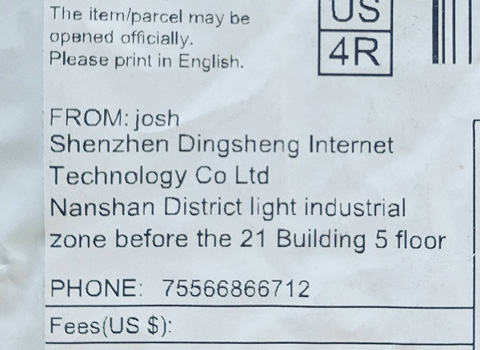 The item/parcel may be
opened officially.
Please print in English.
US
4R
FROM: josh
Shenzhen Dingsheng Internet
Technology Co Ltd
Nanshan District light industrial
zone before the 21 Building 5 floor
PHONE: 75566866712
Fees(US $):